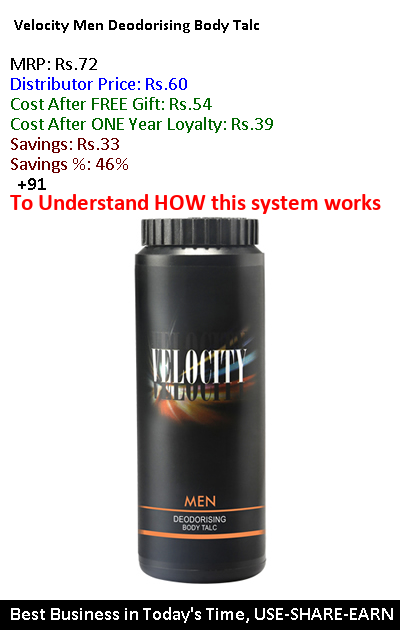 Velocity Men Deodorising Body Talc
MRP: Rs.72
Distributor Price: Rs.60
Cost After FREE Gift: Rs.54
Cost After ONE Year Loyalty: Rs.39
Savings: Rs.33
Savings %: 46%
+91
To Understand HOW this system works
VELOCITY
VELOCITY
MEN
DEODORISING
BODY TALC
Best Business in Today's Time, USE-SHARE-EARN